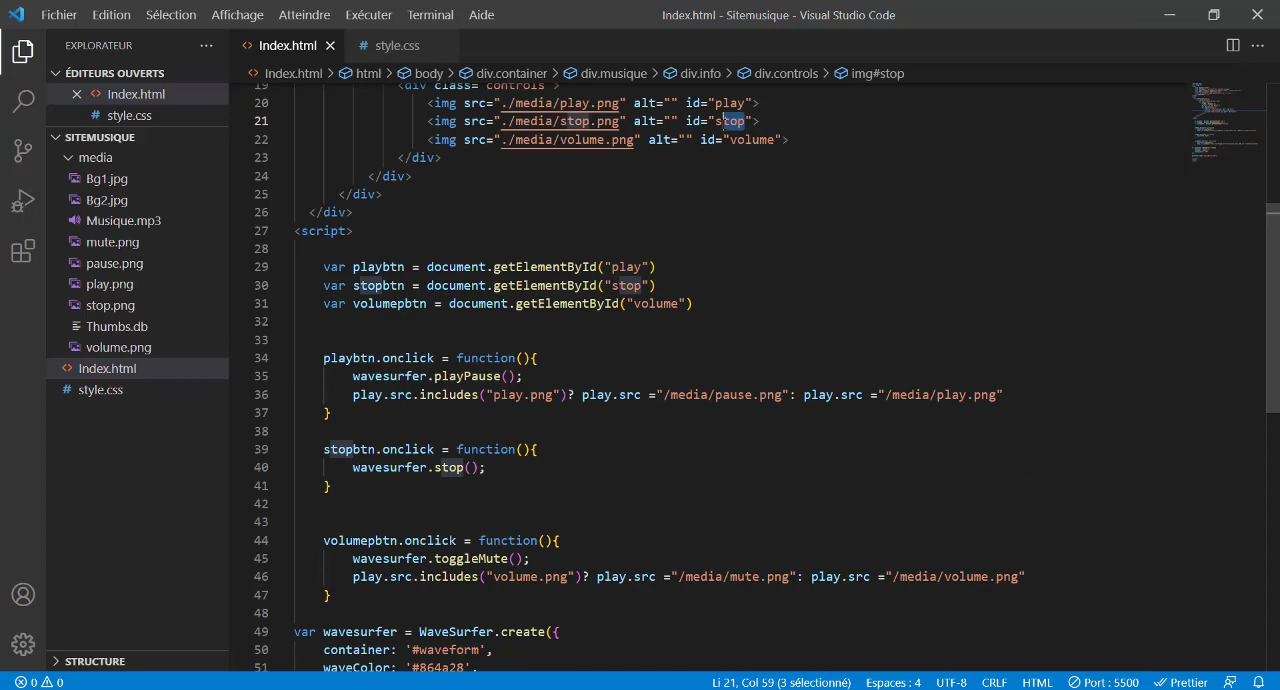 Fichier Edition Sélection Affichage Atteindre Exécuter Terminal Aide Index.html - Sitemusique - Visual Studio Code
EXPLORATEUR ···
ÉDITEURS OUVERTS
Index.html
style.css
SITEMUSIQUE
media
Bg1.jpg
Bg2.jpg
Musique.mp3
mute.png
pause.png
play.png
stop.png
Thumbs.db
volume.png
Index.html
style.css
STRUCTURE
Index.html style.css
Index.html > html > body > div.container > div.musique > div.info > div.controls > img#stop
19 <div class="controls">
20 <img src="./media/play.png" alt="" id="play">
21 <img src="./media/stop.png" alt="" id="stop">
22 <img src="./media/volume.png" alt="" id="volume">
23 </div>
24 </div>
25 </div>
26 </div>
27 <script>
28
29 var playbtn = document.getElementById("play")
30 var stopbtn = document.getElementById("stop")
31 var volumepbtn = document.getElementById("volume")
32
33
34 playbtn.onclick = function(){
35 wavesurfer.playPause();
36 play.src.includes("play.png")? play.src ="/media/pause.png": play.src ="/media/play.png"
37 }
38
39 stopbtn.onclick = function(){
40 wavesurfer.stop();
41 }
42
43
44 volumepbtn.onclick = function(){
45 wavesurfer.toggleMute();
46 play.src.includes("volume.png")? play.src ="/media/mute.png": play.src ="/media/volume.png"
47 }
48
49 var wavesurfer = WaveSurfer.create({
50 container: '#waveform',
51 waveColor: '#864a28',
0 0 Li 21, Col 59 (3 sélectionné) Espaces : 4 UTF-8 CRLF HTML Port : 5500 Prettier